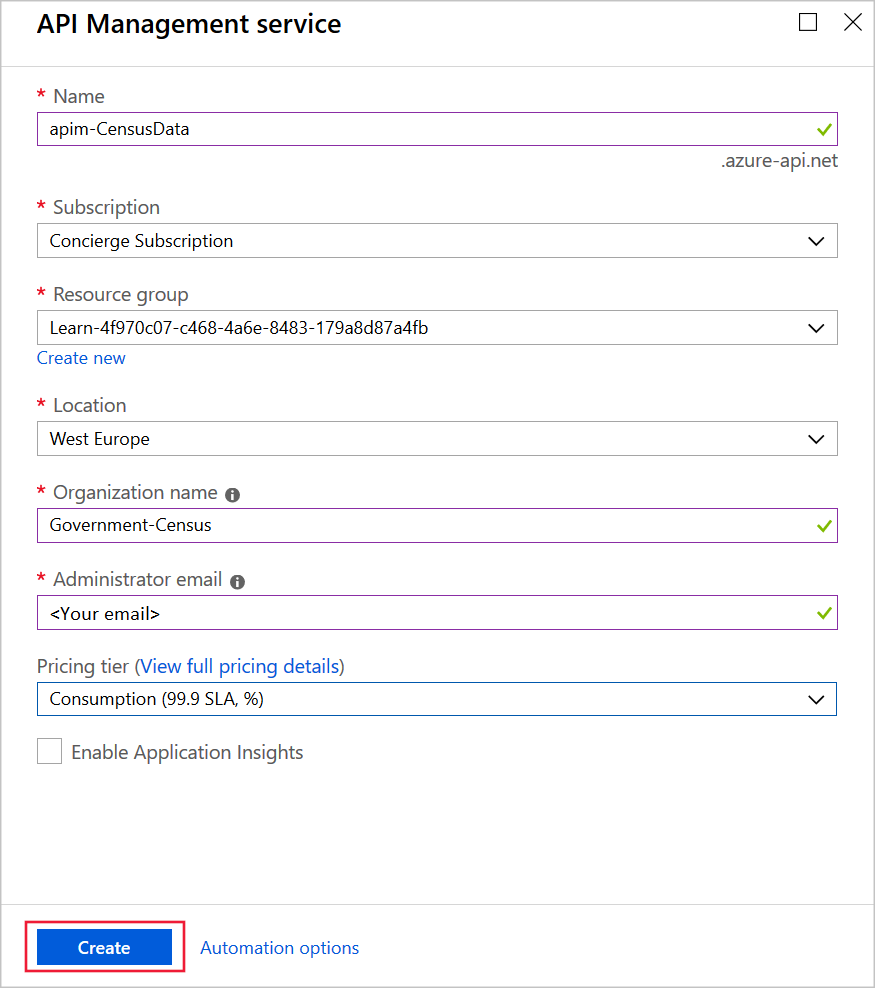 API Management service
* Name
apim-CensusData
.azure-api.net
* Subscription
Concierge Subscription
* Resource group
Learn-4f970c07-c468-4a6e-8483-179a8d87a4fb
Create new
* Location
West Europe
* Organization name
Government-Census
* Administrator email
<Your email>
Pricing tier (View full pricing details)
Consumption (99.9 SLA, %)
Enable Application Insights
Create
Automation options